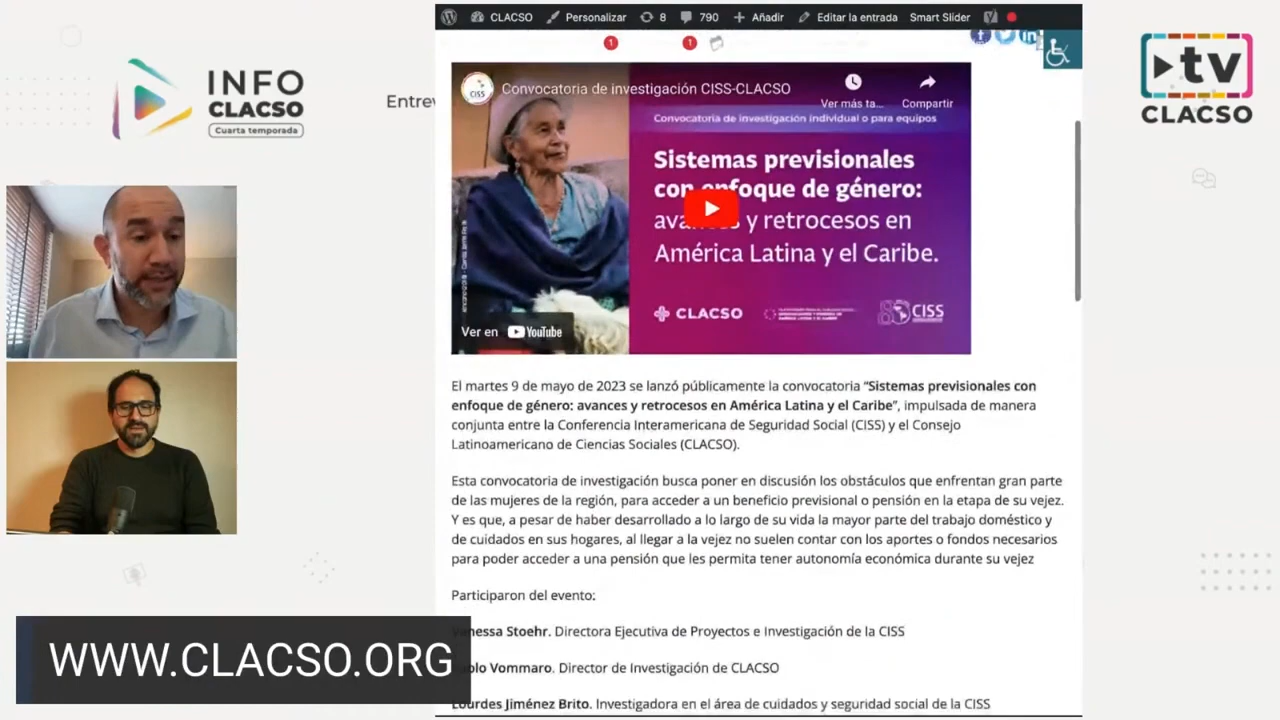 CLACSO
Personalizar
8
790
Añadir
Editar la entrada
Smart Slider
INFO
CLACSO
Cuarta temporada
Entrev
tv
CLACSO
1
1
CISS
Convocatoria de investigación CISS-CLACSO
Ver más ta...
Compartir
Convocatoria de investigación individual o para equipos
Sistemas previsionales
con enfoque de género:
avances y retrocesos en
América Latina y el Caribe.
CLACSO
CISS
Ver en YouTube
El martes 9 de mayo de 2023 se lanzó públicamente la convocatoria “Sistemas previsionales con
enfoque de género: avances y retrocesos en América Latina y el Caribe”, impulsada de manera
conjunta entre la Conferencia Interamericana de Seguridad Social (CISS) y el Consejo
Latinoamericano de Ciencias Sociales (CLACSO).
Esta convocatoria de investigación busca poner en discusión los obstáculos que enfrentan gran parte
de las mujeres de la región, para acceder a un beneficio previsional o pensión en la etapa de su vejez.
Y es que, a pesar de haber desarrollado a lo largo de su vida la mayor parte del trabajo doméstico y
de cuidados en sus hogares, al llegar a la vejez no suelen contar con los aportes o fondos necesarios
para poder acceder a una pensión que les permita tener autonomía económica durante su vejez
Participaron del evento:
Vanessa Stoehr. Directora Ejecutiva de Proyectos e Investigación de la CISS
Vommaro. Director de Investigación de CLACSO
Lourdes Jiménez Brito. Investigadora en el área de cuidados y seguridad social de la CISS
WWW.CLACSO.ORG